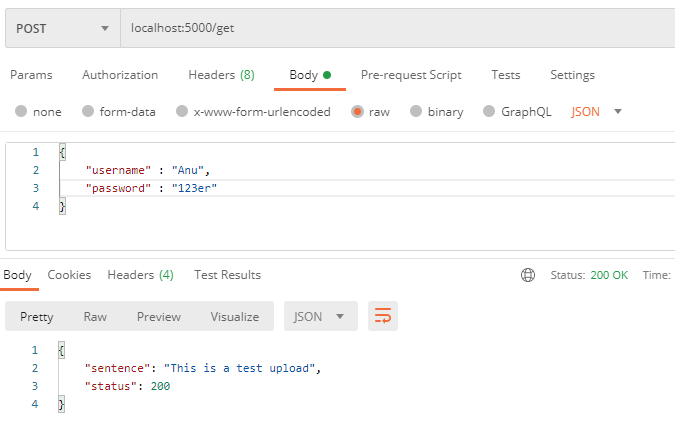 POST localhost:5000/get
Params Authorization Headers (8) Body Pre-request Script Tests Settings
none form-data x-www-form-urlencoded raw binary GraphQL JSON
1 {
2 "username" : "Anu",
3 "password" : "123er"
4 }
Body Cookies Headers (4) Test Results Status: 200 OK Time:
Pretty Raw Preview Visualize JSON
1 {
2 "sentence": "This is a test upload",
3 "status": 200
4 }